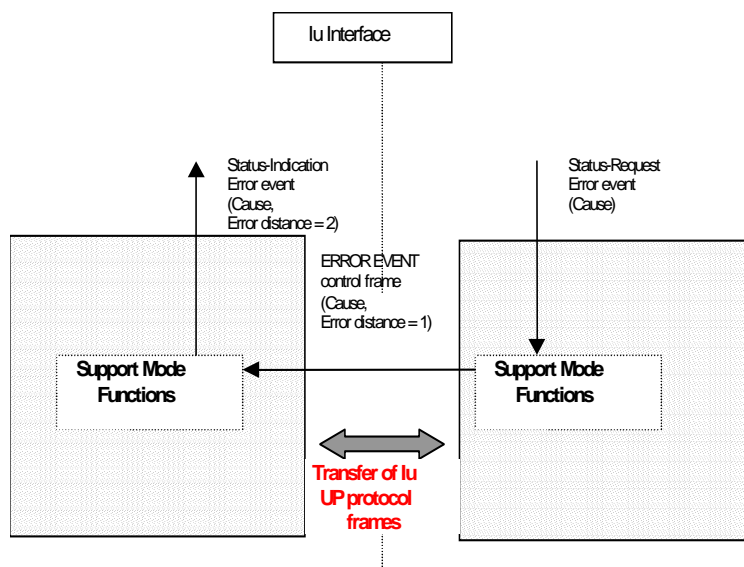 Iu Interface
Status-Indication
Error event
(Cause,
Error distance = 2)
Status-Request
Error event
(Cause)
ERROR EVENT
control frame
(Cause,
Error distance = 1)
Support Mode
Functions
Support Mode
Functions
Transfer of Iu
UP protocol
frames